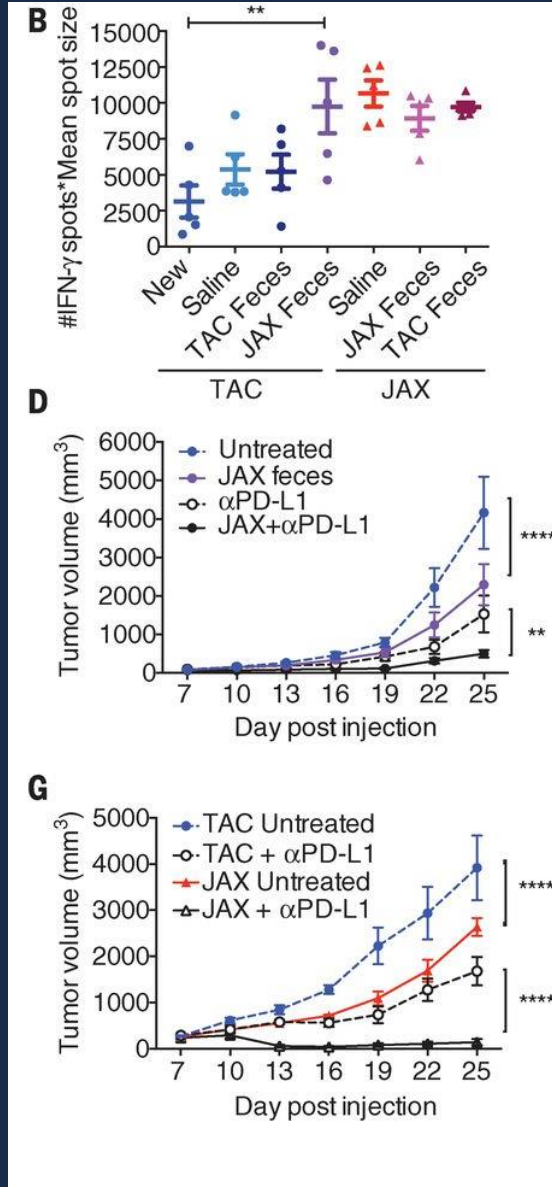 B
**
#IFN-γ spots*Mean spot size
15000
12500
10000
7500
5000
2500
0
New
Saline
TAC Feces
JAX Feces
Saline
JAX Feces
TAC Feces
TAC
JAX
D
Tumor volume (mm³)
6000
5000
4000
3000
2000
1000
0
Untreated
JAX feces
αPD-L1
JAX+αPD-L1
****
**
7 10 13 16 19 22 25
Day post injection
G
Tumor volume (mm³)
5000
4000
3000
2000
1000
0
TAC Untreated
TAC + αPD-L1
JAX Untreated
JAX + αPD-L1
****
****
7 10 13 16 19 22 25
Day post injection